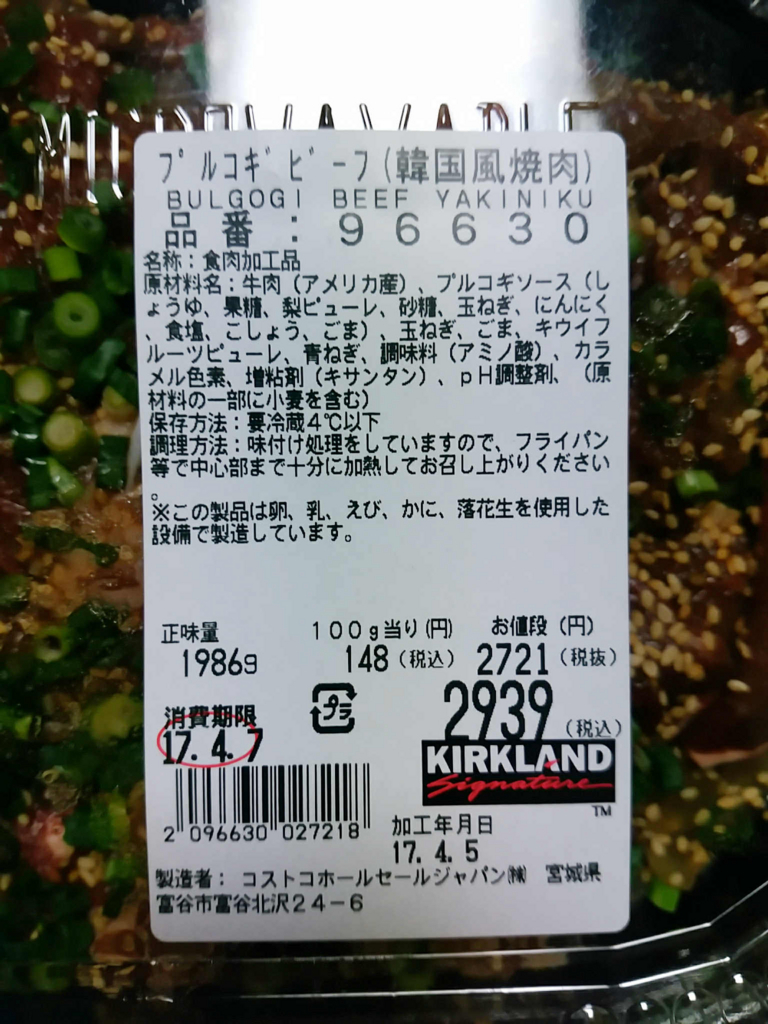 MICROWAVABLE
プルコギビーフ(韓国風焼肉)
BULGOGI BEEF YAKINIKU
品番:96630
名称:食肉加工品
原材料名:牛肉(アメリカ産)、プルコギソース(し
ょうゆ、果糖、梨ピューレ、砂糖、玉ねぎ、にんにく
、食塩、こしょう、ごま)、玉ねぎ、ごま、キウイフ
ルーツピューレ、青ねぎ、調味料(アミノ酸)、カラ
メル色素、増粘剤(キサンタン)、pH調整剤、(原
材料の一部に小麦を含む)
保存方法:要冷蔵4℃以下
調理方法:味付け処理をしていますので、フライパン
等で中心部まで十分に加熱してお召し上がりください
。
※この製品は卵、乳、えび、かに、落花生を使用した
設備で製造しています。
正味量 100g当り(円) お値段(円)
1986g 148(税込) 2721(税抜)
消費期限 プラ 2939(税込)
17.4.7
KIRKLAND
Signature™
2 096630 027218
加工年月日
17.4.5
製造者:コストコホールセールジャパン㈱ 宮城県
富谷市富谷北沢24-6